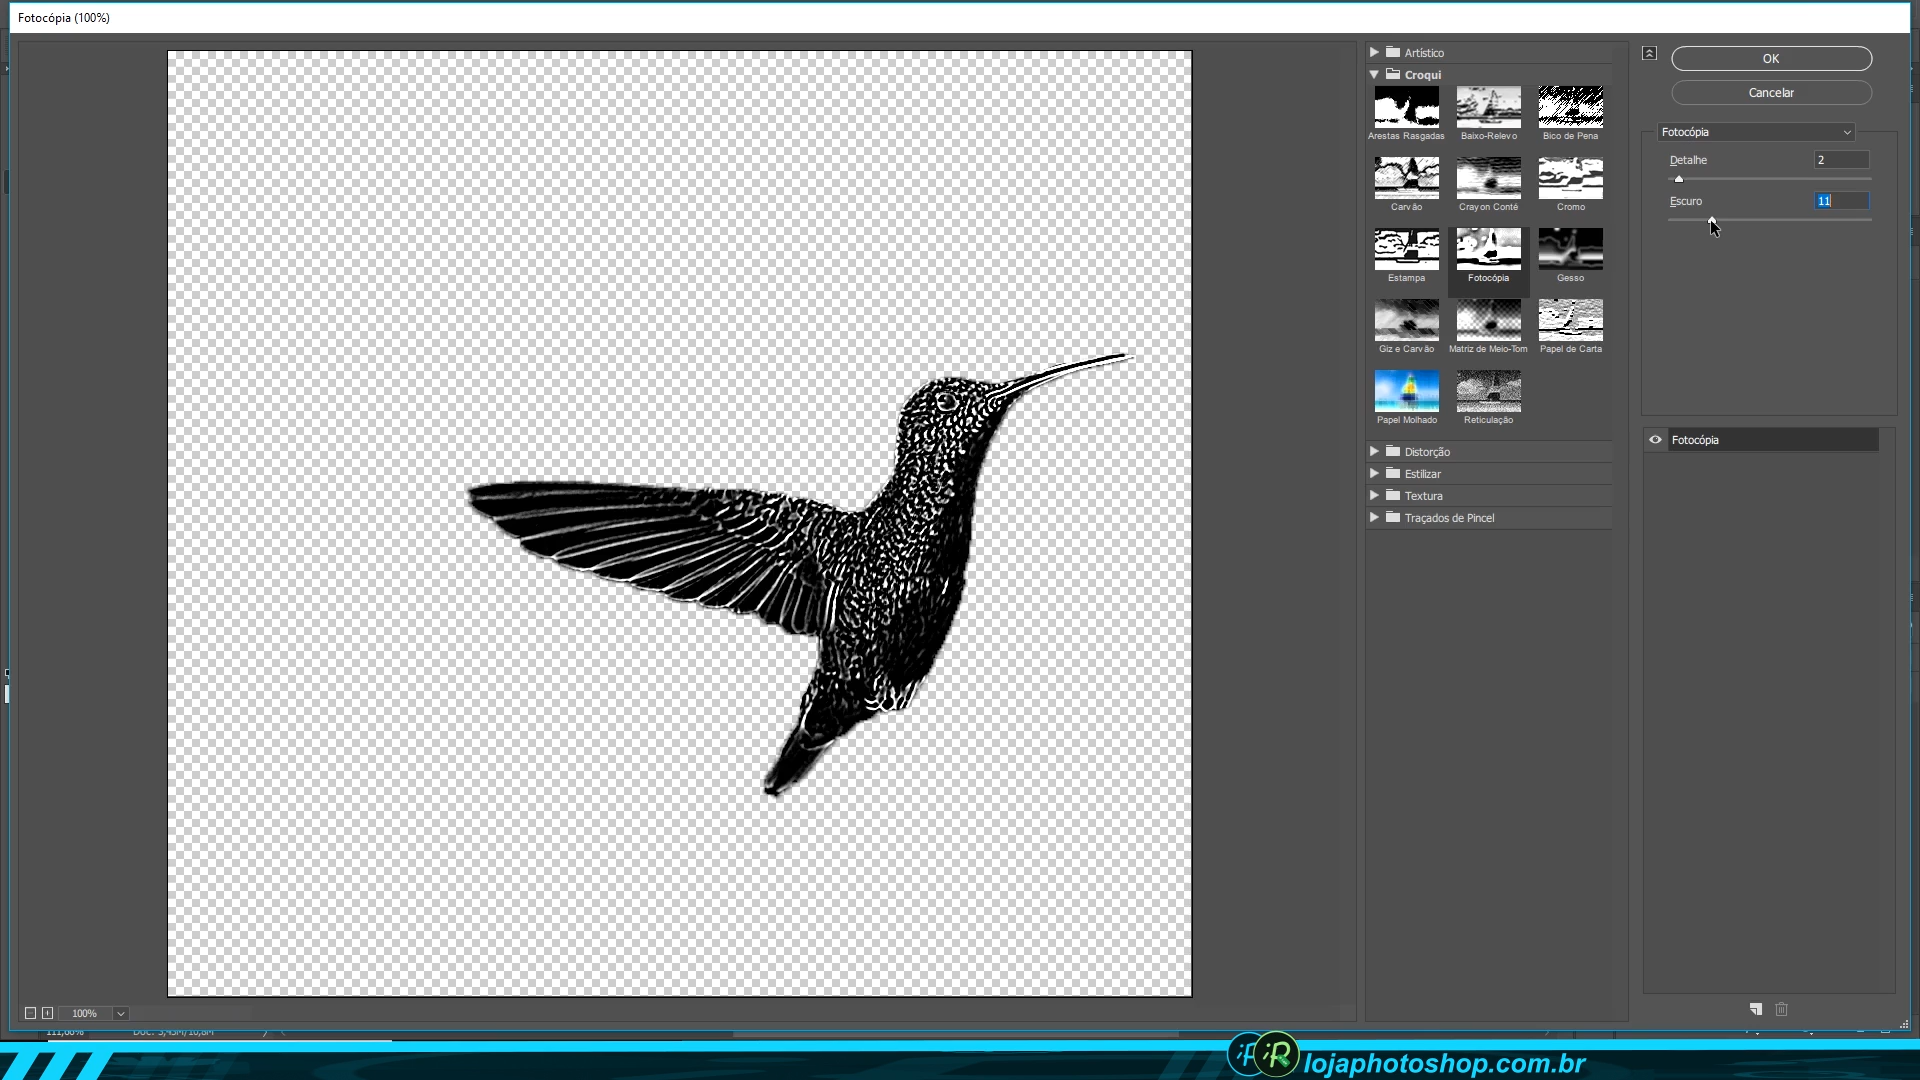 Fotocópia (100%)
Artístico
Croqui
Arestas Rasgadas
Baixo-Relevo
Bico de Pena
Carvão
Crayon Conté
Cromo
Estampa
Fotocópia
Gesso
Giz e Carvão
Matriz de Meio-Tom
Papel de Carta
Papel Molhado
Reticulação
Distorção
Estilizar
Textura
Traçados de Pincel
OK
Cancelar
Fotocópia
Detalhe
2
Escuro
11
Fotocópia
100%
iR
lojaphotoshop.com.br